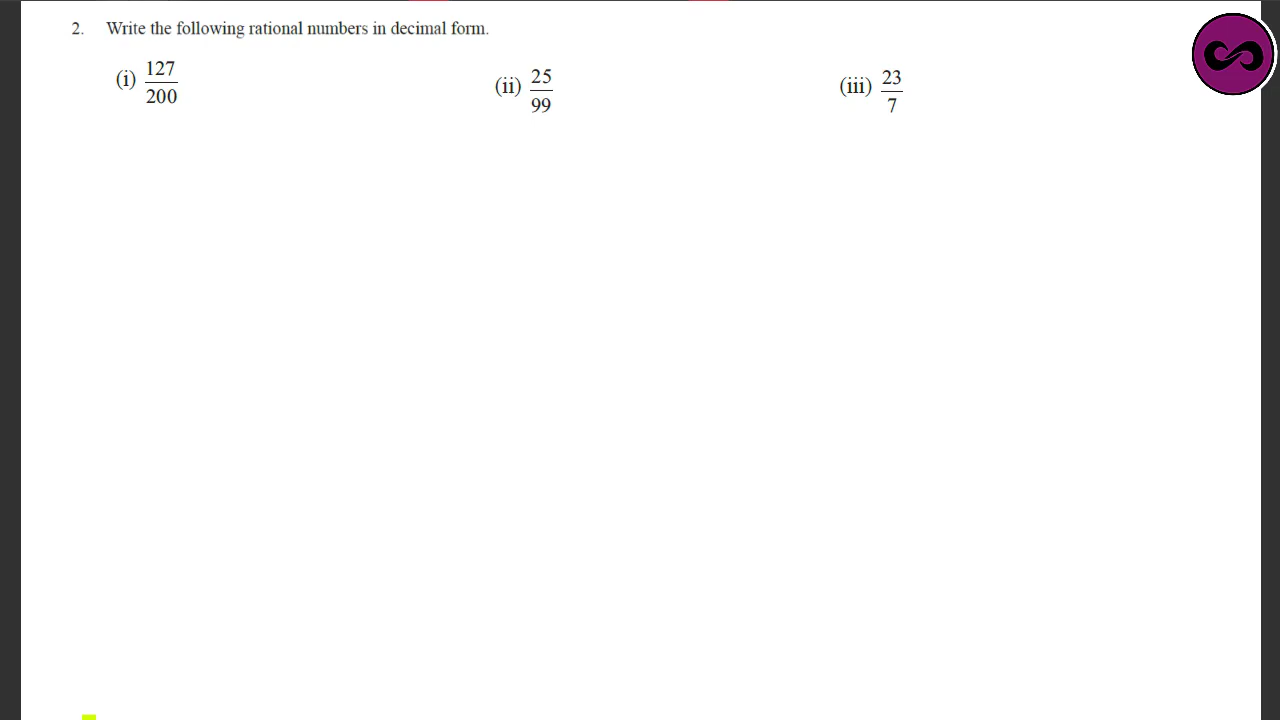 2. Write the following rational numbers in decimal form.
(i) 127/200 (ii) 25/99 (iii) 23/7